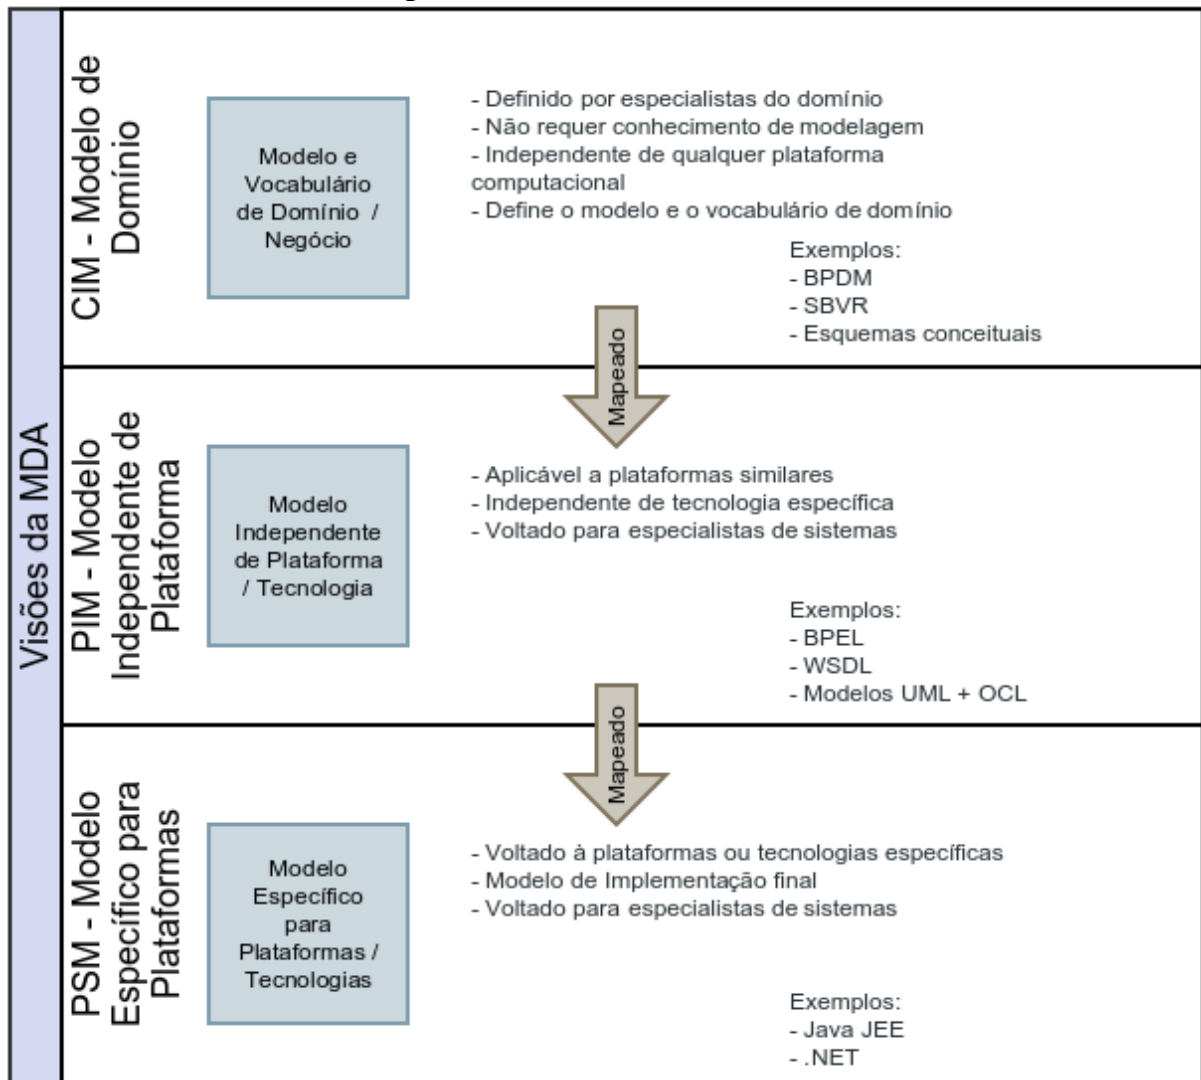 Visões da MDA
CIM - Modelo de
Domínio
Modelo e
Vocabulário
de Domínio /
Negócio
- Definido por especialistas do domínio
- Não requer conhecimento de modelagem
- Independente de qualquer plataforma
computacional
- Define o modelo e o vocabulário de domínio
Exemplos:
- BPDM
- SBVR
- Esquemas conceituais
Mapeado
PIM - Modelo
Independente de
Plataforma
Modelo
Independente
de Plataforma
/ Tecnologia
- Aplicável a plataformas similares
- Independente de tecnologia específica
- Voltado para especialistas de sistemas
Exemplos:
- BPEL
- WSDL
- Modelos UML + OCL
Mapeado
PSM - Modelo
Específico para
Plataformas
Modelo
Específico
para
Plataformas /
Tecnologias
- Voltado à plataformas ou tecnologias específicas
- Modelo de Implementação final
- Voltado para especialistas de sistemas
Exemplos:
- Java JEE
- .NET